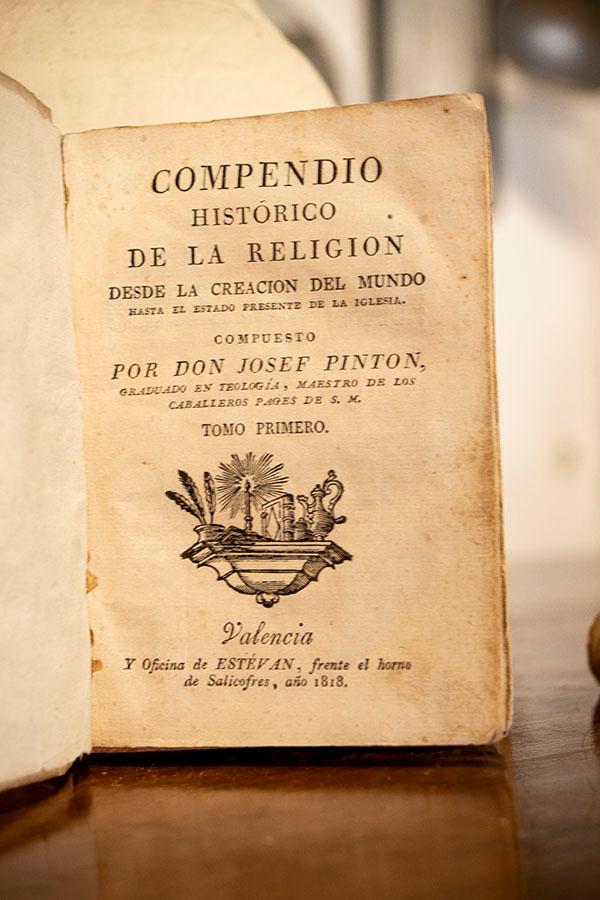 COMPENDIO
HISTÓRICO
DE LA RELIGION
DESDE LA CREACION DEL MUNDO
HASTA EL ESTADO PRESENTE DE LA IGLESIA.
COMPUESTO
POR DON JOSEF PINTON,
GRADUADO EN TEOLOGÍA, MAESTRO DE LOS
CABALLEROS PAGES DE S. M.
TOMO PRIMERO.
Valencia
Y Oficina de ESTÉVAN, frente el horno
de Salicofres, año 1818.